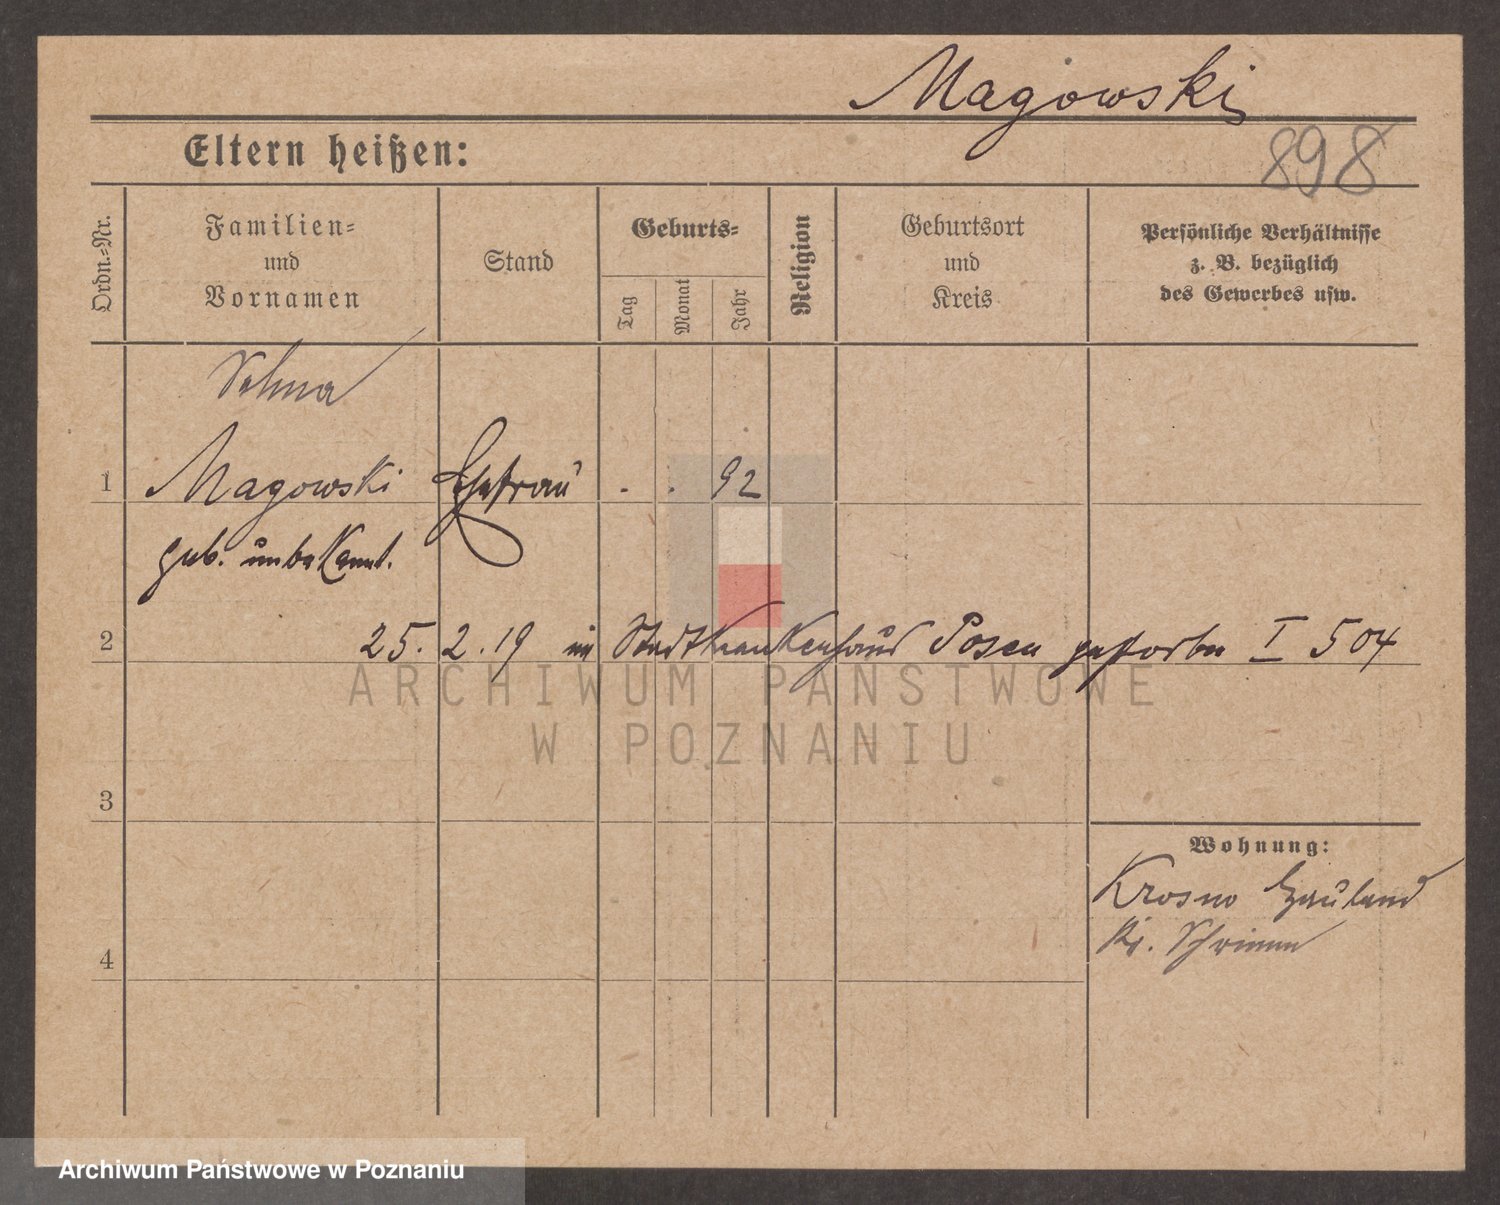 Magowski
898
Eltern heißen:
Ordn.=Nr.
Familien=
und
Vornamen
Stand
Geburts=
Tag
Monat
Jahr
Religion
Geburtsort
und
Kreis
Persönliche Verhältnisse
z. B. bezüglich
des Gewerbes usw.
Selma
1 Magowski Ehefrau . . 92
geb. unbekannt.
2 25. 2. 19 im Stadtkrankenhaus Posen gestorben I 504
ARCHIWUM PAŃSTWOWE
W POZNANIU
3
Wohnung:
Krosno Hauland
Kr. Schrimm
4
Archiwum Państwowe w Poznaniu